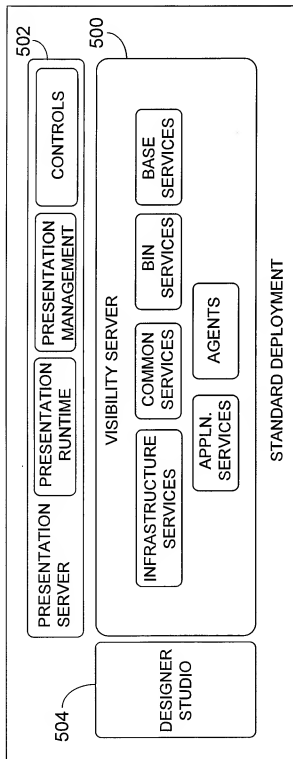 502
PRESENTATION
SERVER
PRESENTATION
RUNTIME
PRESENTATION
MANAGEMENT
CONTROLS
500
VISIBILITY SERVER
INFRASTRUCTURE
SERVICES
COMMON
SERVICES
BIN
SERVICES
BASE
SERVICES
APPLN.
SERVICES
AGENTS
504
DESIGNER
STUDIO
STANDARD DEPLOYMENT